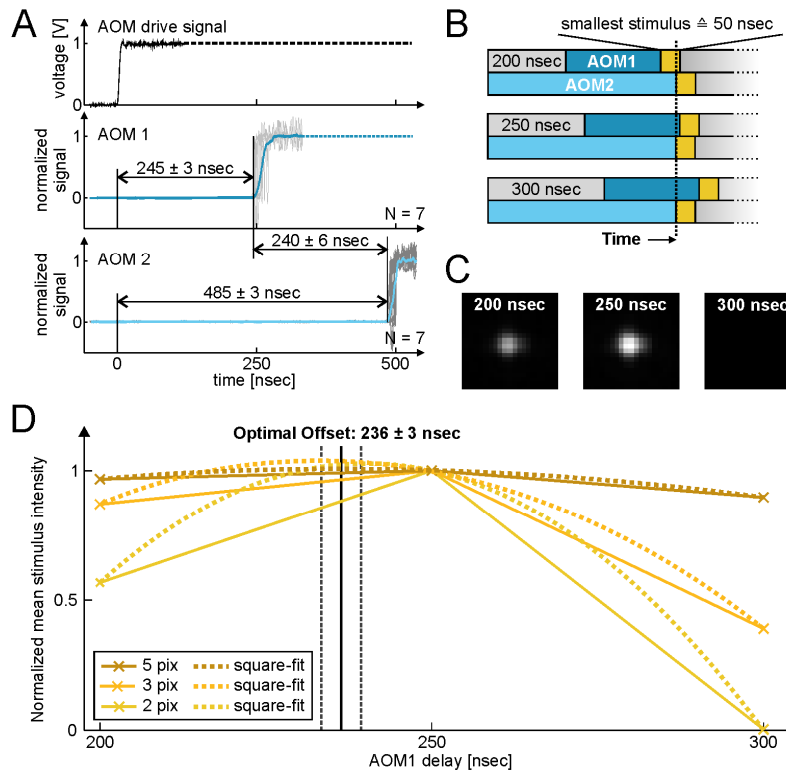 A
AOM drive signal
voltage [V]
1
0
AOM 1
normalized
signal
1
0
245 ± 3 nsec
N = 7
240 ± 6 nsec
AOM 2
normalized
signal
1
0
485 ± 3 nsec
N = 7
0
250
500
time [nsec]
B
smallest stimulus ≙ 50 nsec
200 nsec
AOM1
AOM2
250 nsec
300 nsec
Time
C
200 nsec
250 nsec
300 nsec
D
Optimal Offset: 236 ± 3 nsec
Normalized mean stimulus intensity
1
0.5
0
5 pix square-fit
3 pix square-fit
2 pix square-fit
200
250
300
AOM1 delay [nsec]